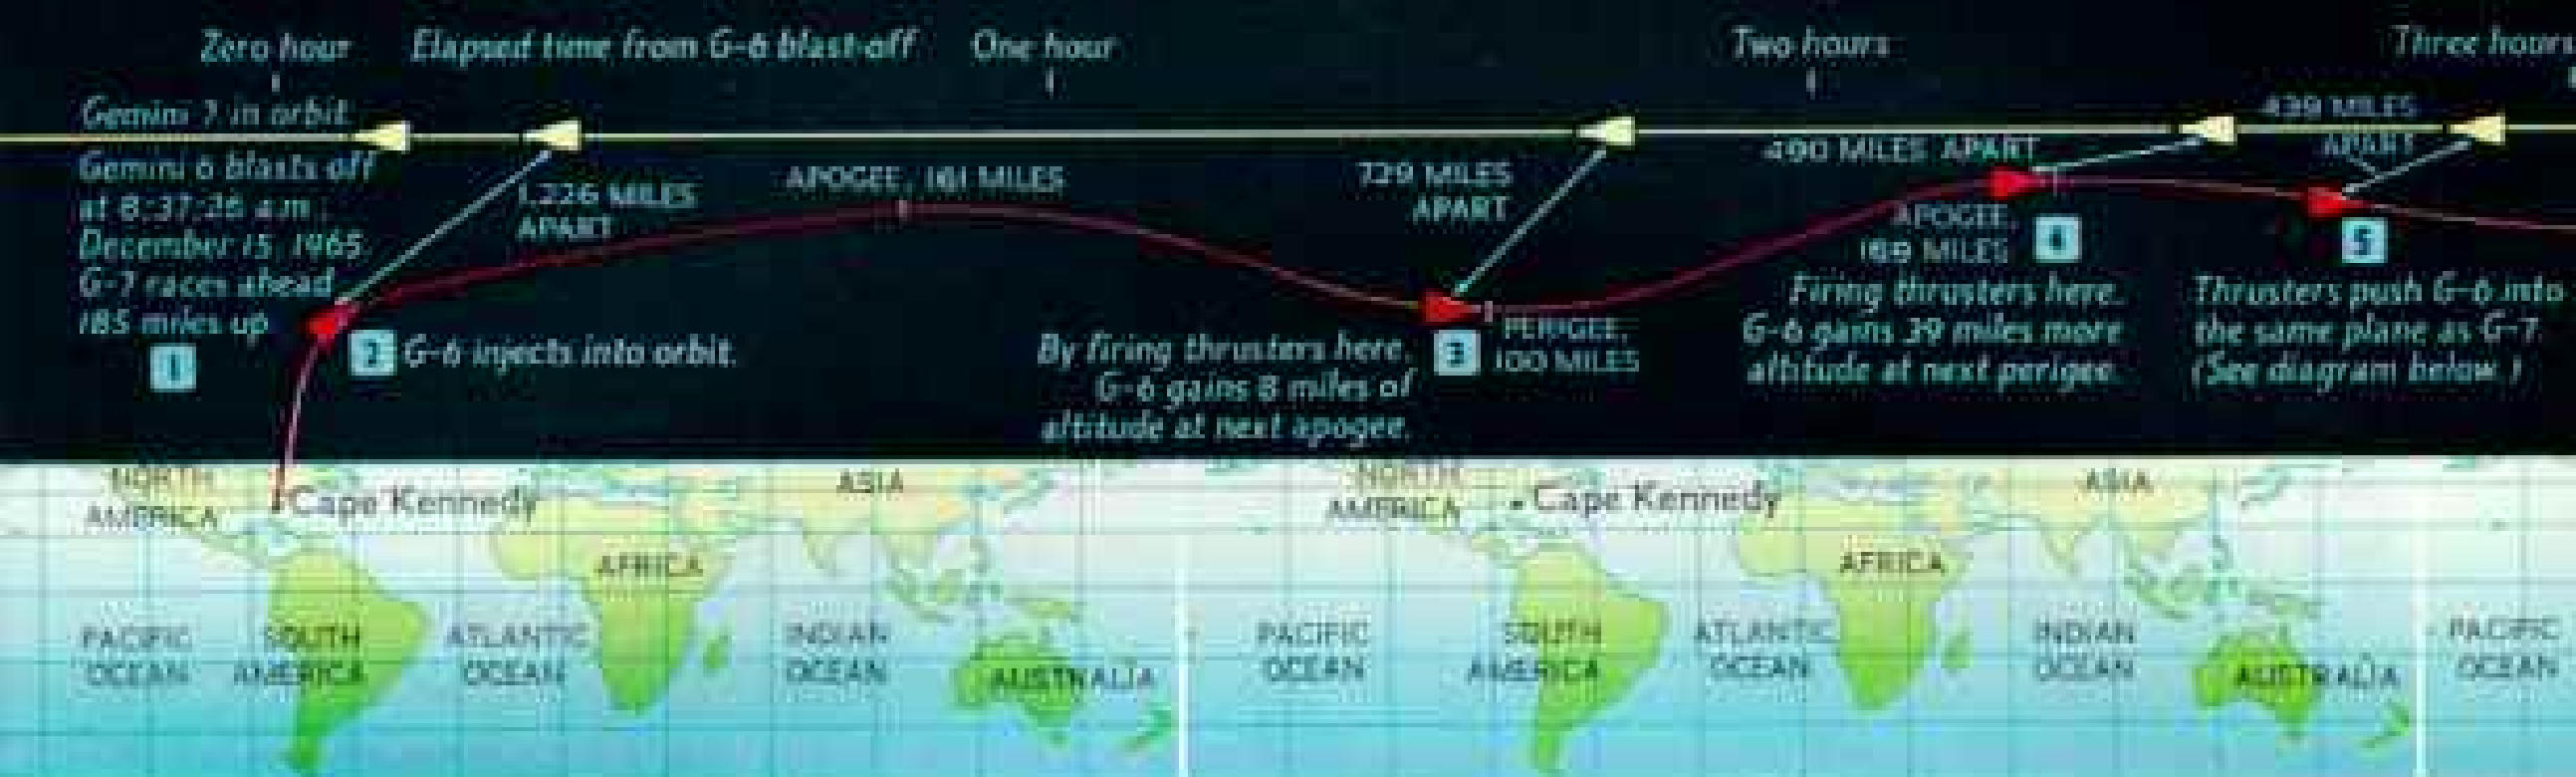 Zero hour
Elapsed time from G-6 blast-off
One hour
Two hours
Three hours
Gemini 7 in orbit
Gemini 6 blasts off
at 8:37:26 a.m.
December 15, 1965.
G-7 races ahead
185 miles up
1
1,226 MILES
APART
2
G-6 injects into orbit.
APOGEE, 161 MILES
729 MILES
APART
By firing thrusters here,
G-6 gains 8 miles of
altitude at next apogee.
3
PERIGEE,
100 MILES
490 MILES APART
APOGEE,
169 MILES
4
Firing thrusters here,
G-6 gains 39 miles more
altitude at next perigee.
439 MILES
APART
5
Thrusters push G-6 into
the same plane as G-7.
(See diagram below.)
NORTH
AMERICA
Cape Kennedy
ASIA
AFRICA
PACIFIC
OCEAN
SOUTH
AMERICA
ATLANTIC
OCEAN
INDIAN
OCEAN
AUSTRALIA
NORTH
AMERICA
Cape Kennedy
ASIA
AFRICA
PACIFIC
OCEAN
SOUTH
AMERICA
ATLANTIC
OCEAN
INDIAN
OCEAN
AUSTRALIA
PACIFIC
OCEAN